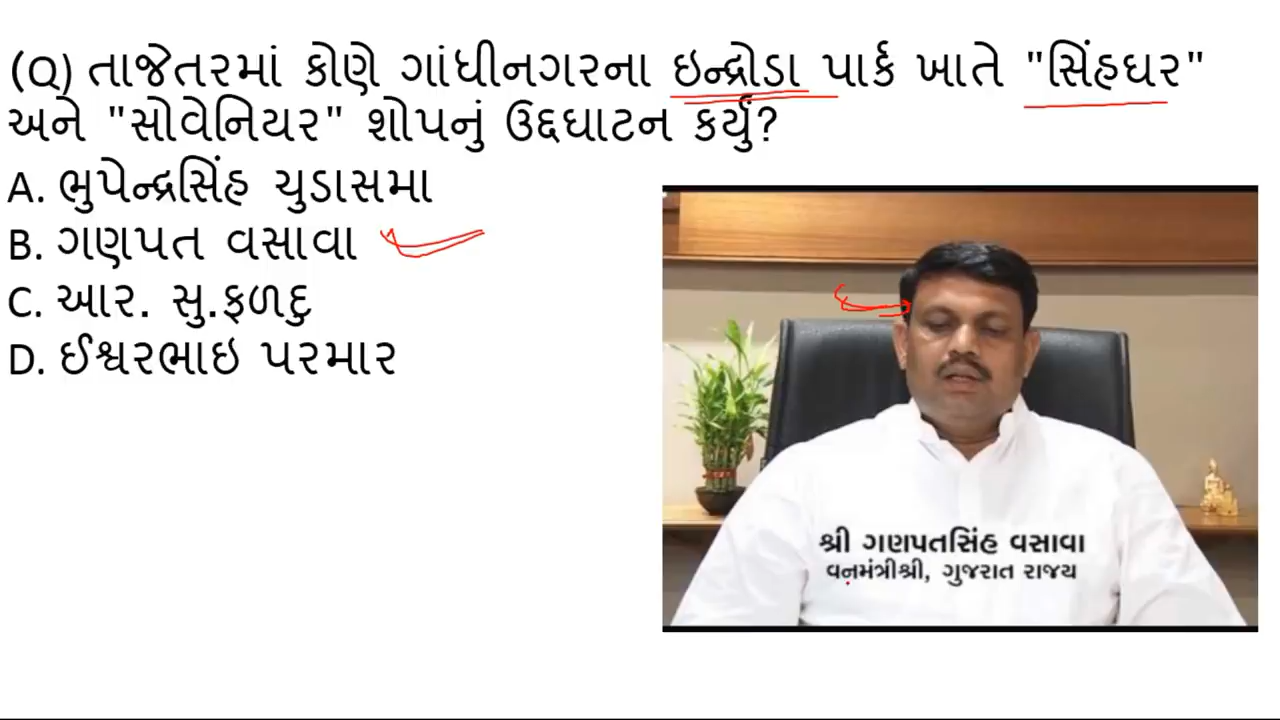 (Q) તાજેતરમાં કોણે ગાંધીનગરના ઇન્દ્રોડા પાર્ક ખાતે "સિંહઘર"
અને "સોવેનિયર" શોપનું ઉદ્દઘાટન કર્યું?
A. ભુપેન્દ્રસિંહ ચુડાસમા
B. ગણપત વસાવા
C. આર. સુ.ફળદુ
D. ઈશ્વરભાઇ પરમાર
શ્રી ગણપતસિંહ વસાવા
વનમંત્રીશ્રી, ગુજરાત રાજય